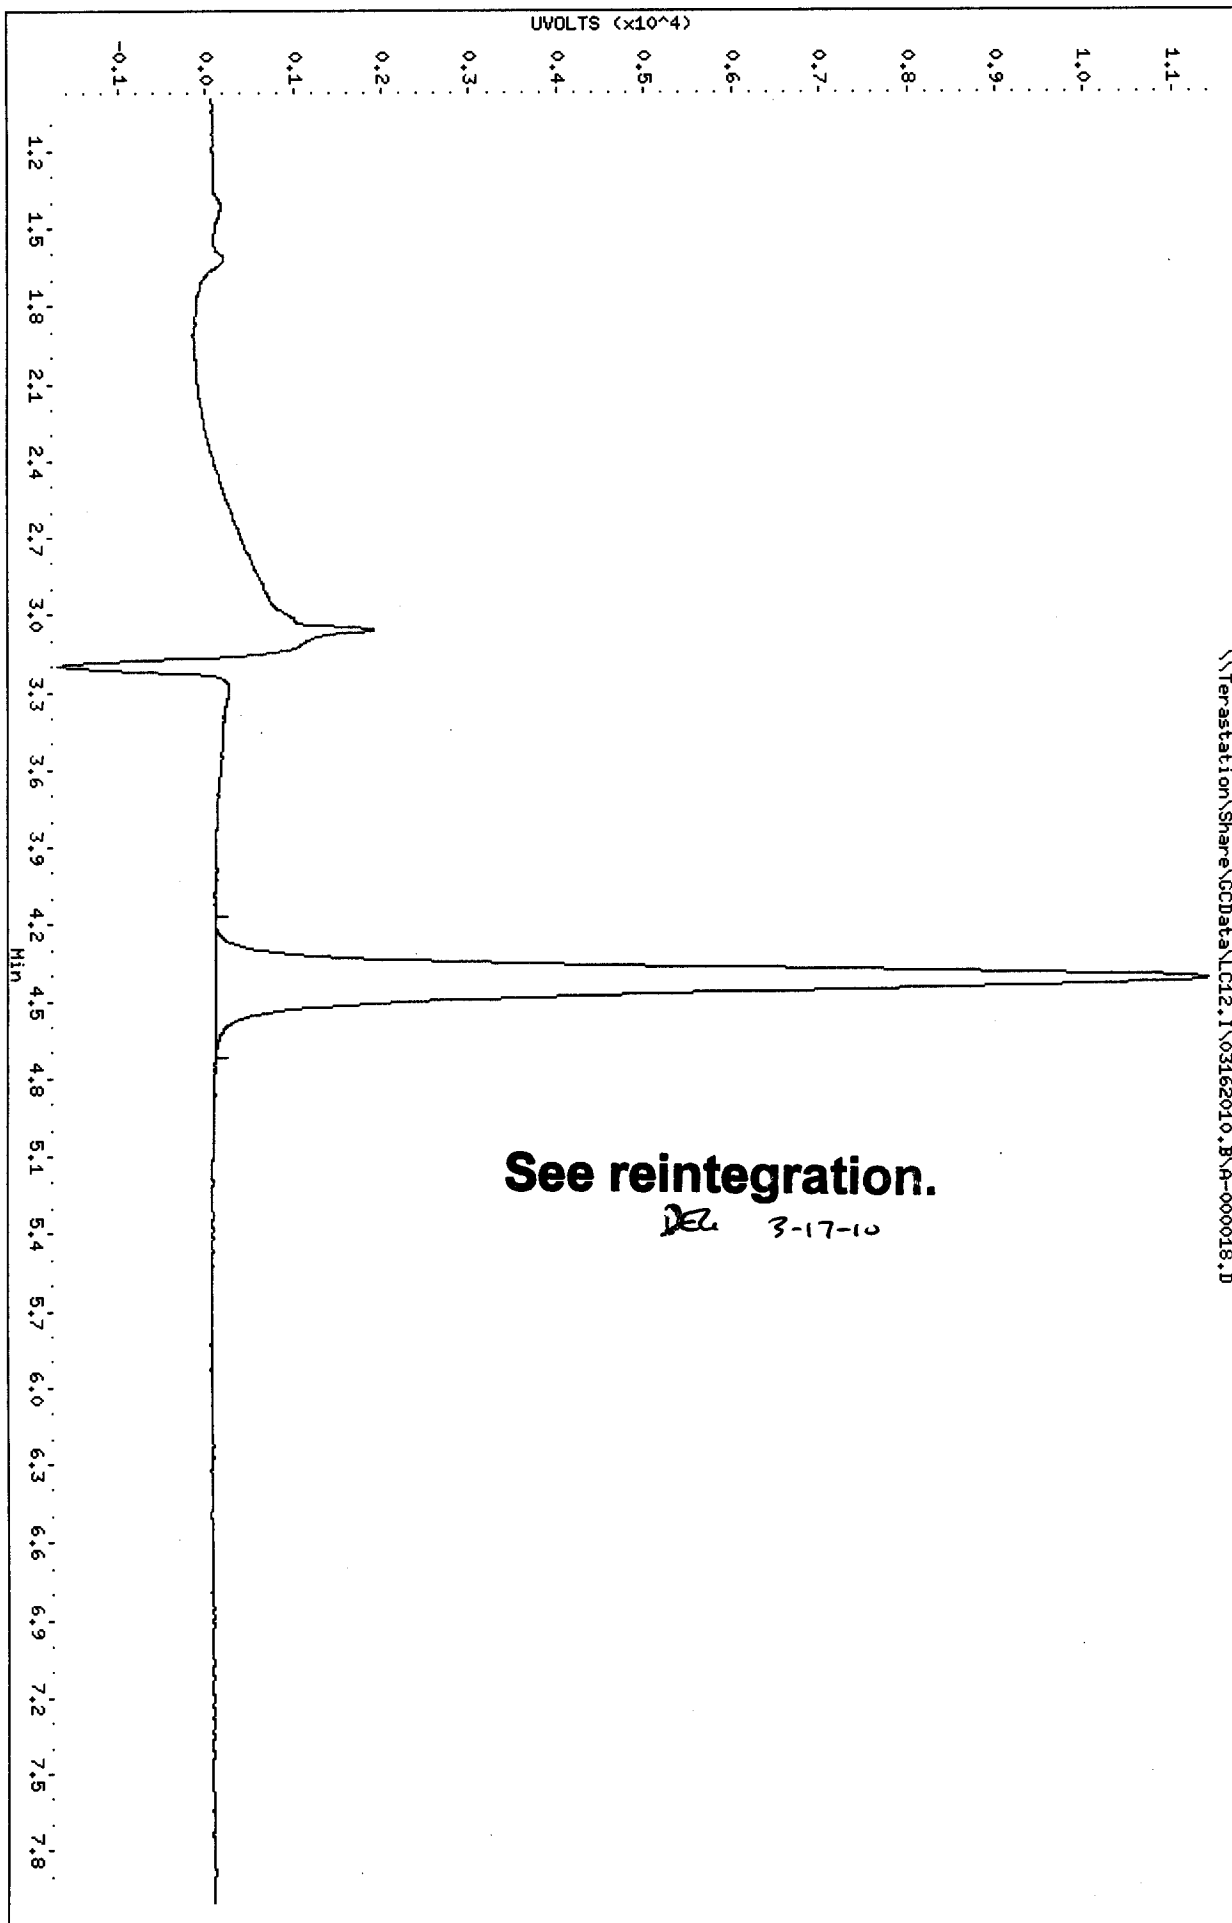 \\Terastation\Share\GCData\LC12.I\03162010.B\A-000018.D
UVOLTS (x10^4)
1.1
1.0
0.9
0.8
0.7
0.6
0.5
0.4
0.3
0.2
0.1
0.0
-0.1
See reintegration.
3-17-10
1.2 1.5 1.8 2.1 2.4 2.7 3.0 3.3 3.6 3.9 4.2 4.5 4.8 5.1 5.4 5.7 6.0 6.3 6.6 6.9 7.2 7.5 7.8
Min